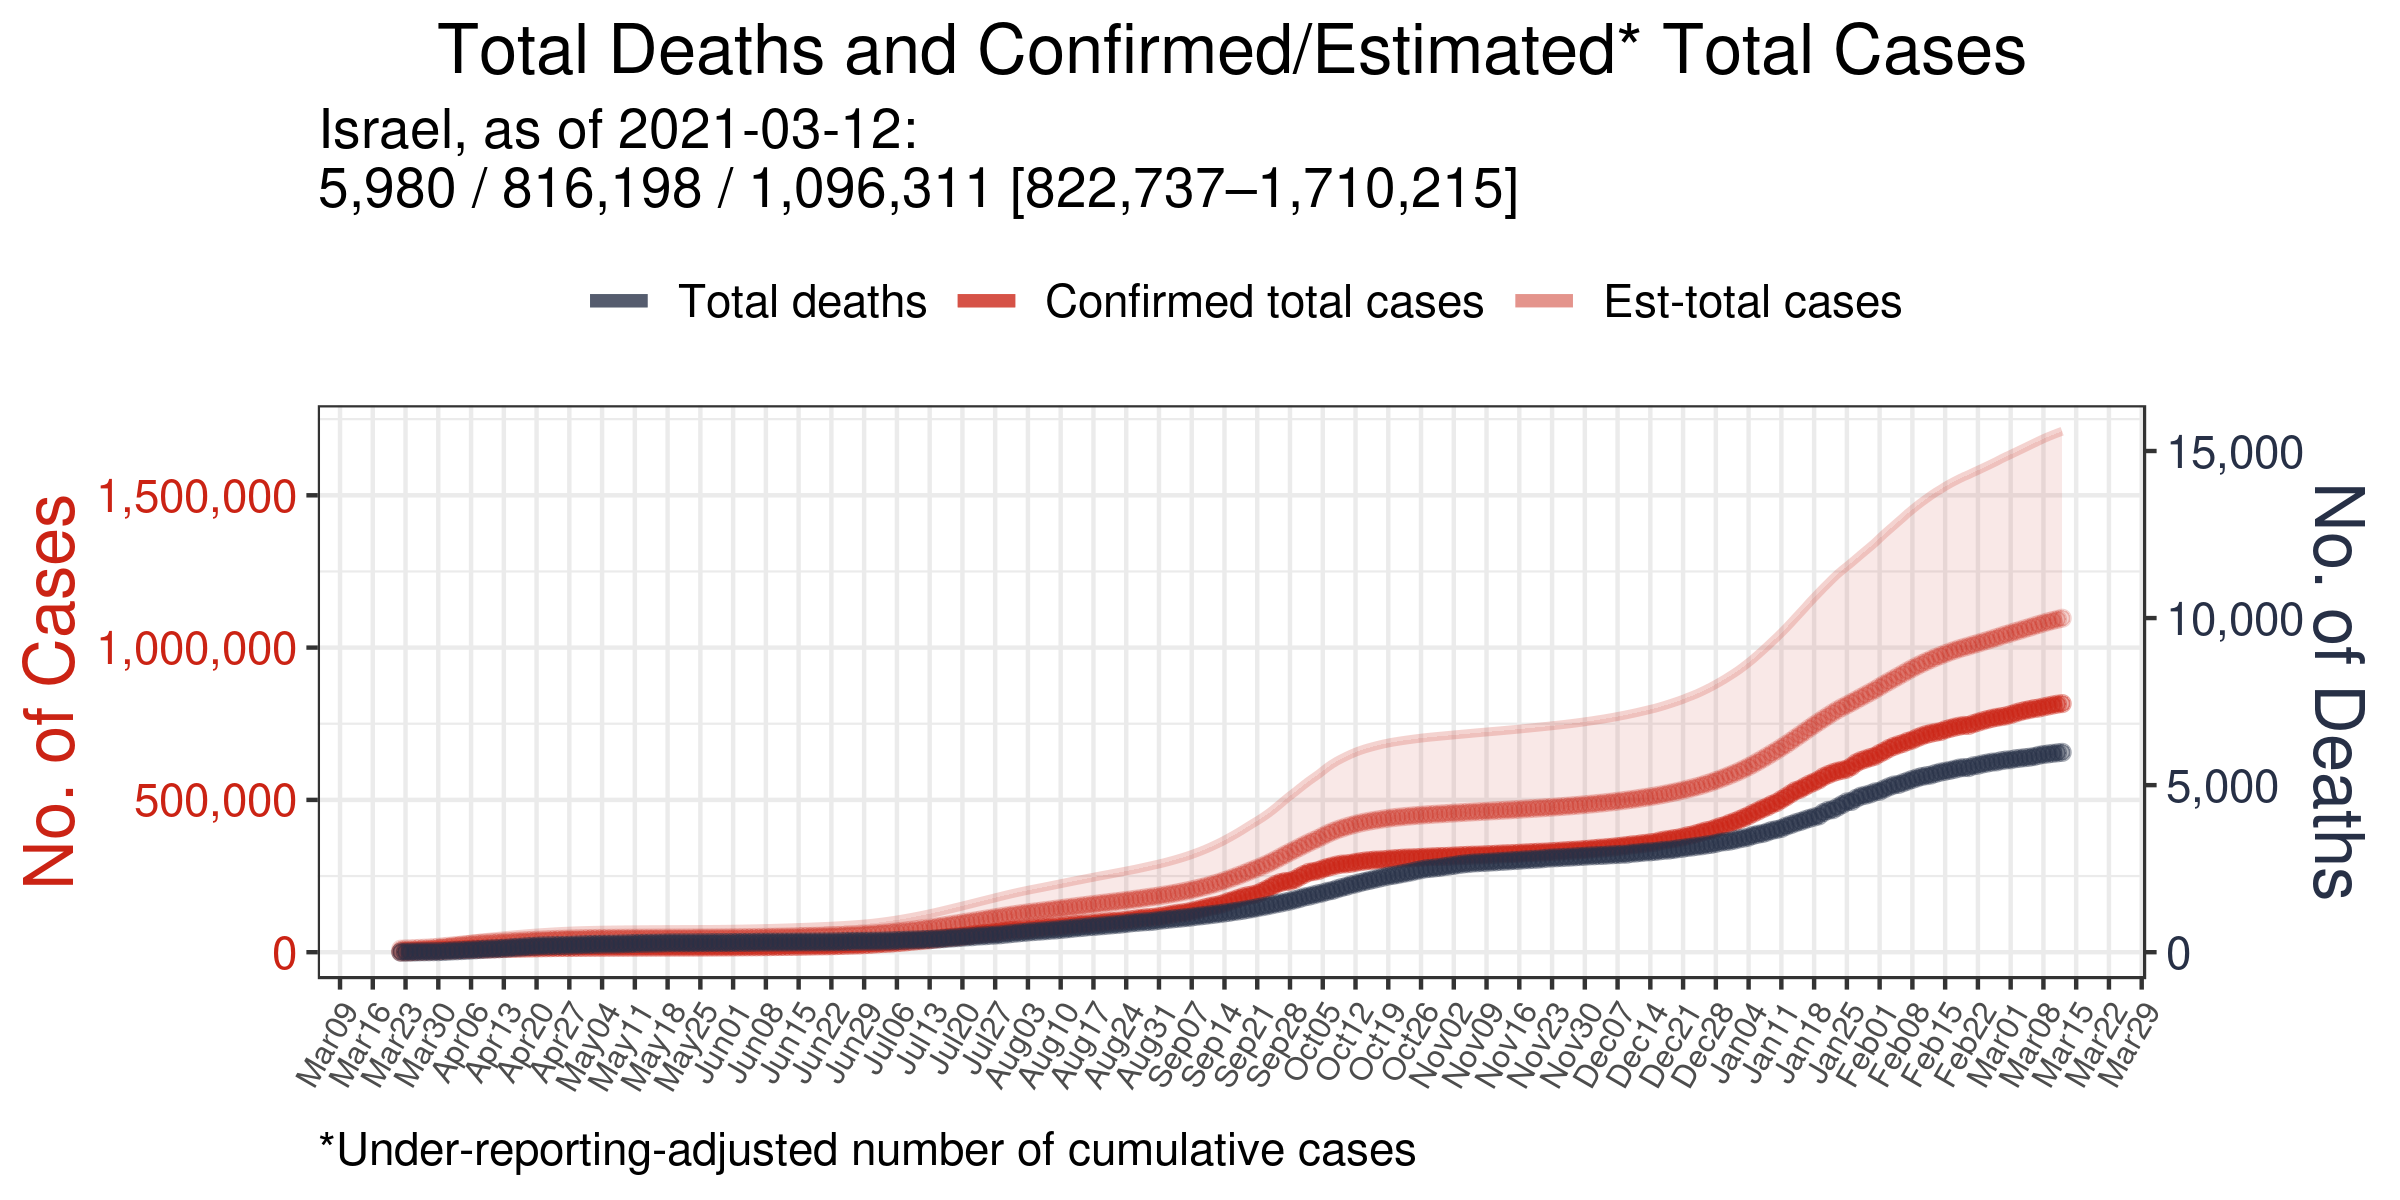 Total Deaths and Confirmed/Estimated* Total Cases
Israel, as of 2021-03-12:
5,980 / 816,198 / 1,096,311 [822,737–1,710,215]
Total deaths
Confirmed total cases
Est-total cases
No. of Cases
1,500,000
1,000,000
500,000
0
15,000
10,000
5,000
0
No. of Deaths
Mar09
Mar16
Mar23
Mar30
Apr06
Apr13
Apr20
Apr27
May04
May11
May18
May25
Jun01
Jun08
Jun15
Jun22
Jun29
Jul06
Jul13
Jul20
Jul27
Aug03
Aug10
Aug17
Aug24
Aug31
Sep07
Sep14
Sep21
Sep28
Oct05
Oct12
Oct19
Oct26
Nov02
Nov09
Nov16
Nov23
Nov30
Dec07
Dec14
Dec21
Dec28
Jan04
Jan11
Jan18
Jan25
Feb01
Feb08
Feb15
Feb22
Mar01
Mar08
Mar15
Mar22
Mar29
*Under-reporting-adjusted number of cumulative cases